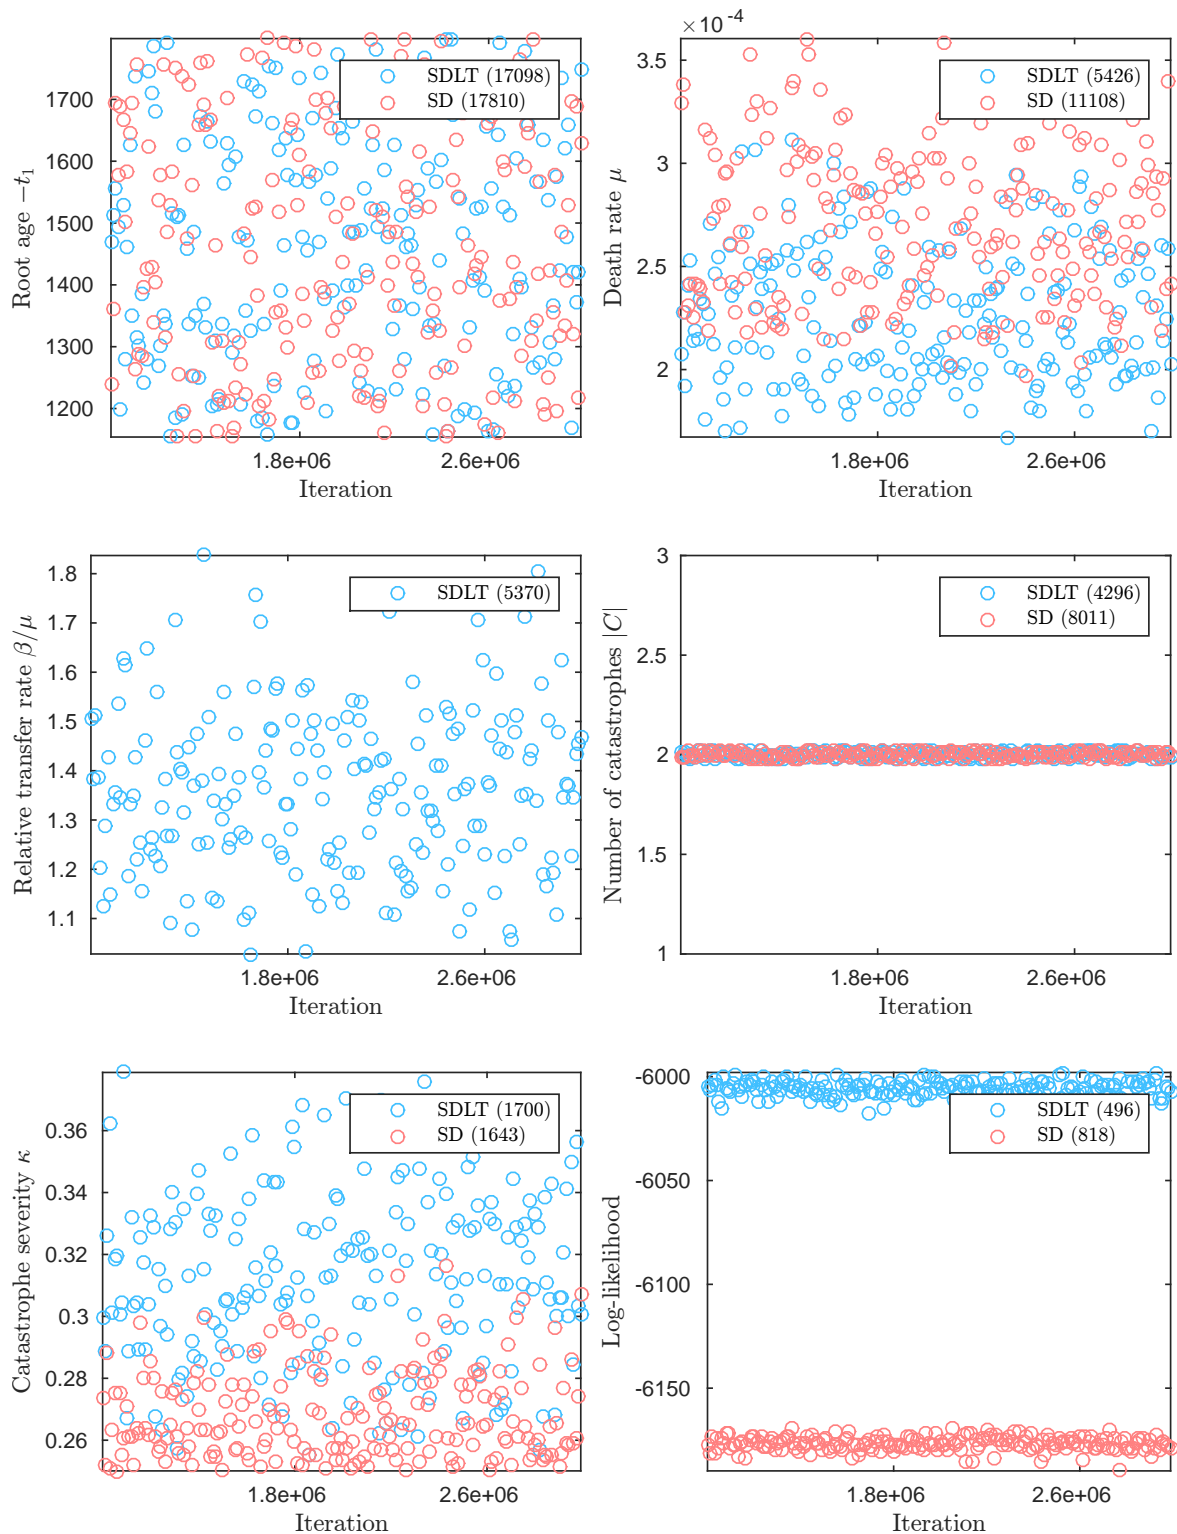 1700
1600
1500
1400
1300
1200
Root age −t₁
SDLT (17098)
SD (17810)
1.8e+06
2.6e+06
Iteration
×10⁻⁴
3.5
3
2.5
2
Death rate μ
SDLT (5426)
SD (11108)
1.8e+06
2.6e+06
Iteration
1.8
1.7
1.6
1.5
1.4
1.3
1.2
1.1
Relative transfer rate β/μ
SDLT (5370)
1.8e+06
2.6e+06
Iteration
3
2.5
2
1.5
1
Number of catastrophes |C|
SDLT (4296)
SD (8011)
1.8e+06
2.6e+06
Iteration
0.36
0.34
0.32
0.3
0.28
0.26
Catastrophe severity κ
SDLT (1700)
SD (1643)
1.8e+06
2.6e+06
Iteration
-6000
-6050
-6100
-6150
Log-likelihood
SDLT (496)
SD (818)
1.8e+06
2.6e+06
Iteration